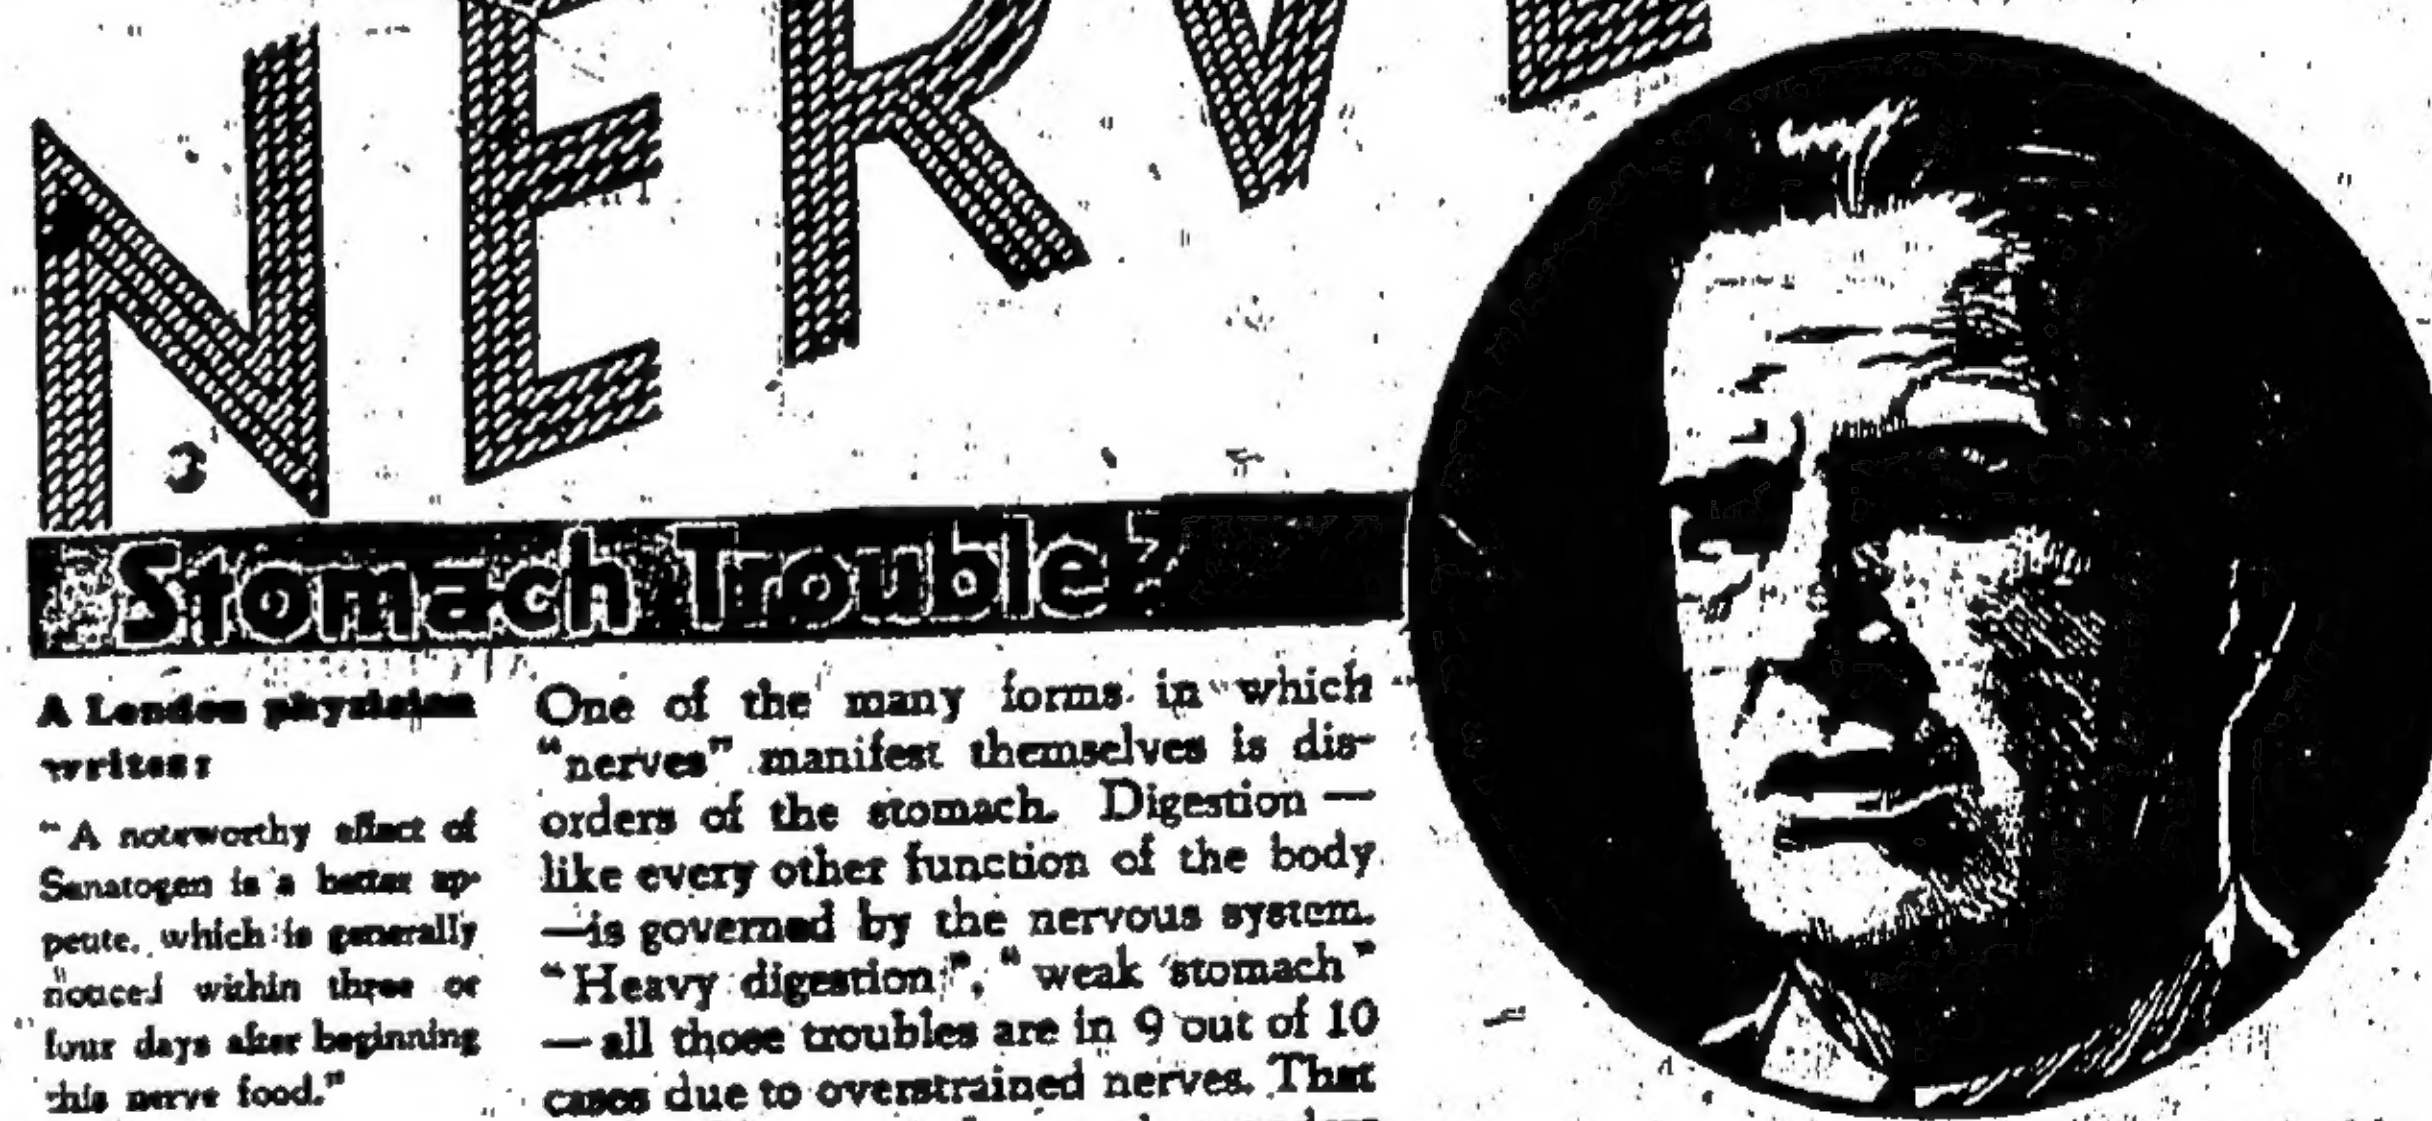 NERVE
Stomach Trouble?
A London physician
writes:
"A noteworthy effect of
Sanatogen is a better ap-
petite, which is generally
noticed within three or
four days after beginning
this nerve food."
One of the many forms in which
"nerves" manifest themselves is dis-
orders of the stomach. Digestion —
like every other function of the body
—is governed by the nervous system.
"Heavy digestion", "weak stomach"
— all those troubles are in 9 out of 10
cases due to overstrained nerves. That